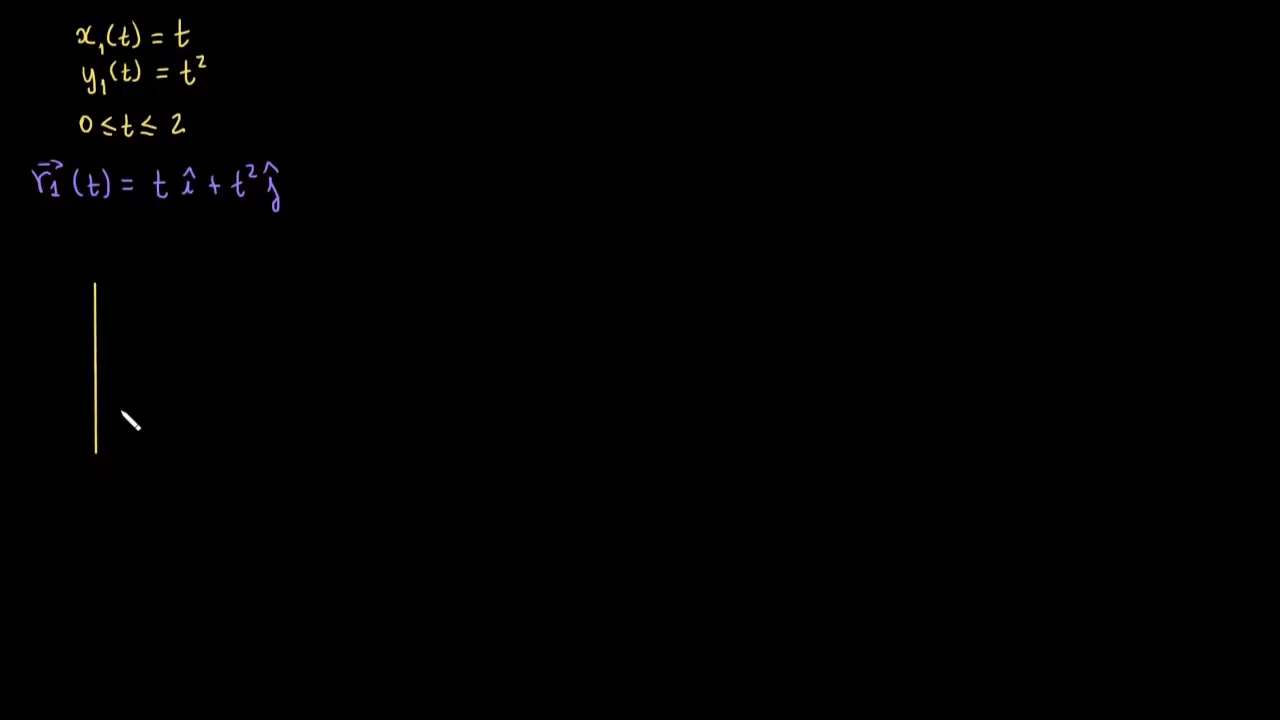 x₁(t) = t
y₁(t) = t²
0 ≤ t ≤ 2
r⃗₁(t) = t î + t² ĵ